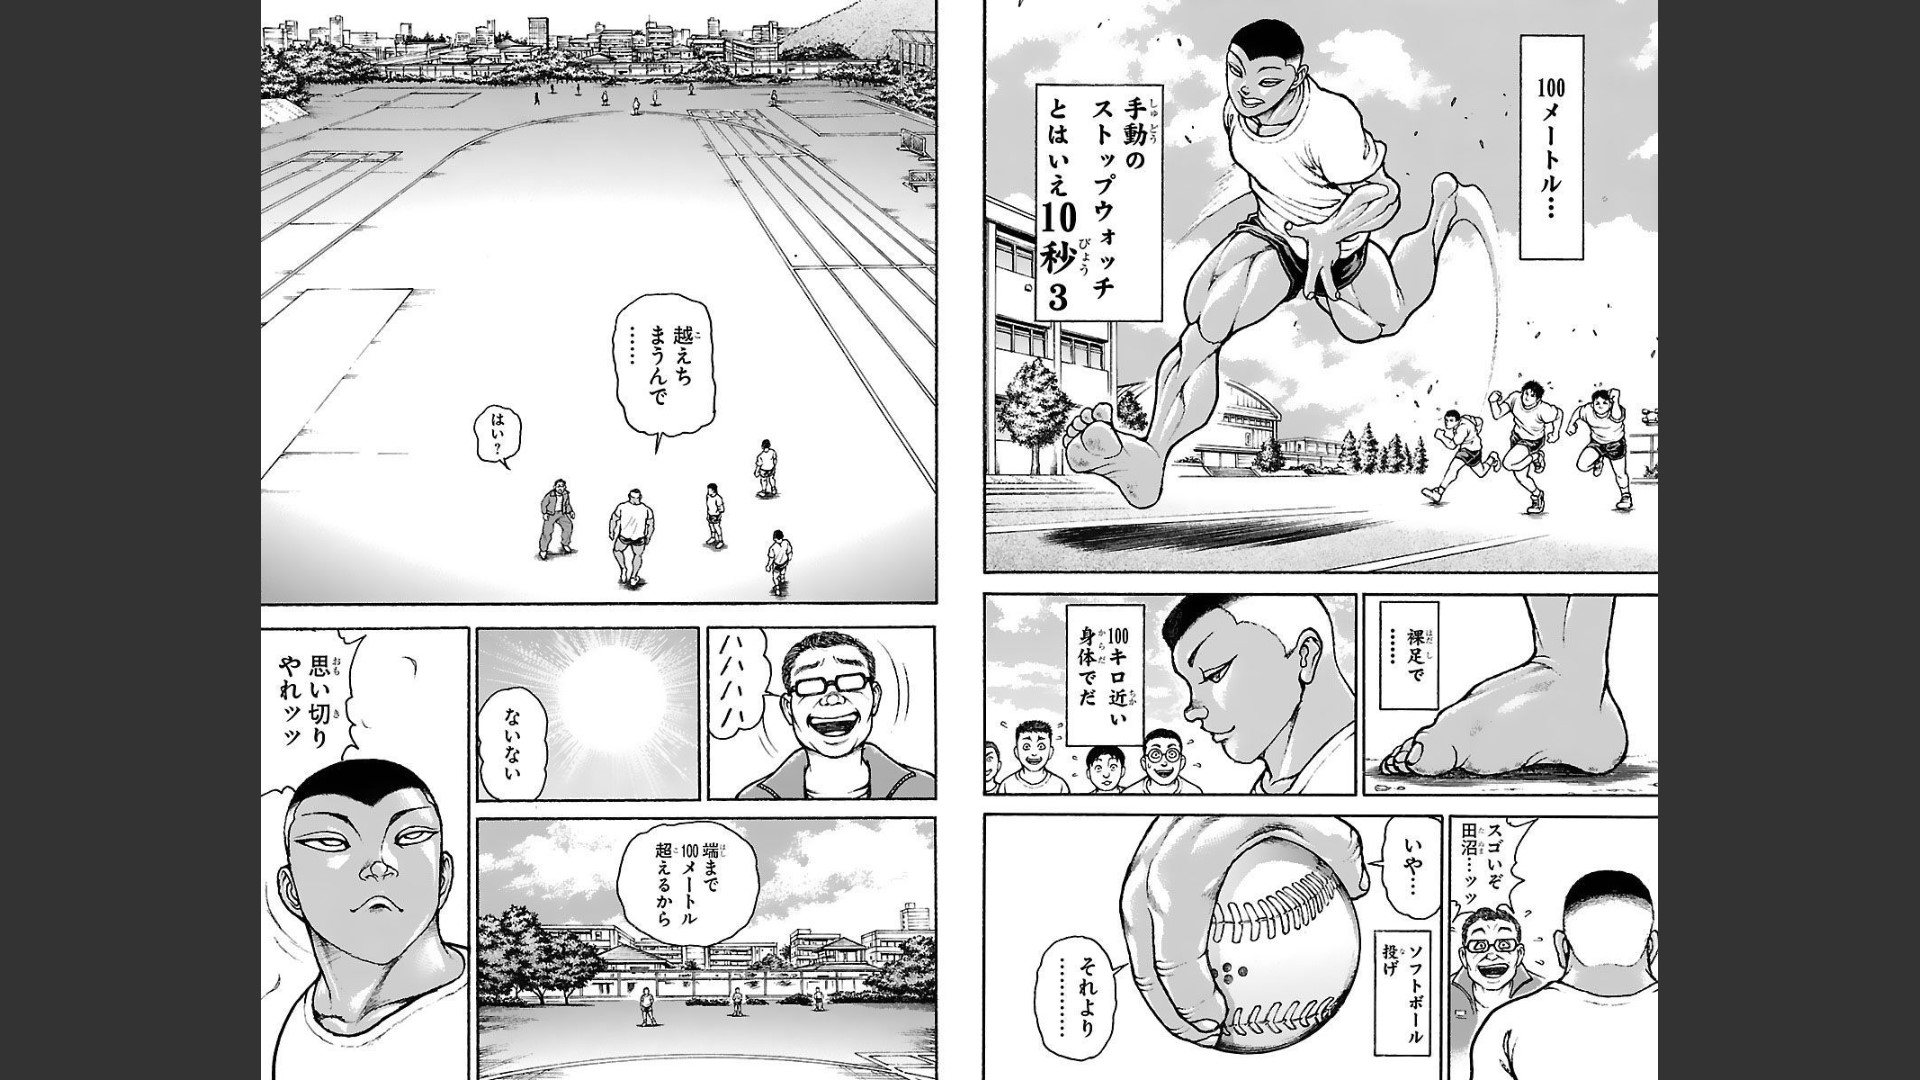 100メートル…
手動の
ストップウォッチ
とはいえ10秒3
裸足で
……
100キロ近い
身体でだ
スゴいぞ
田沼…ッッ
いや…
ソフトボール
投げ
それより
…………
越えち
まうんで
……
はい?
ハハハハ
ないない
端まで
100メートル
超えるから
思い切り
やれッッ